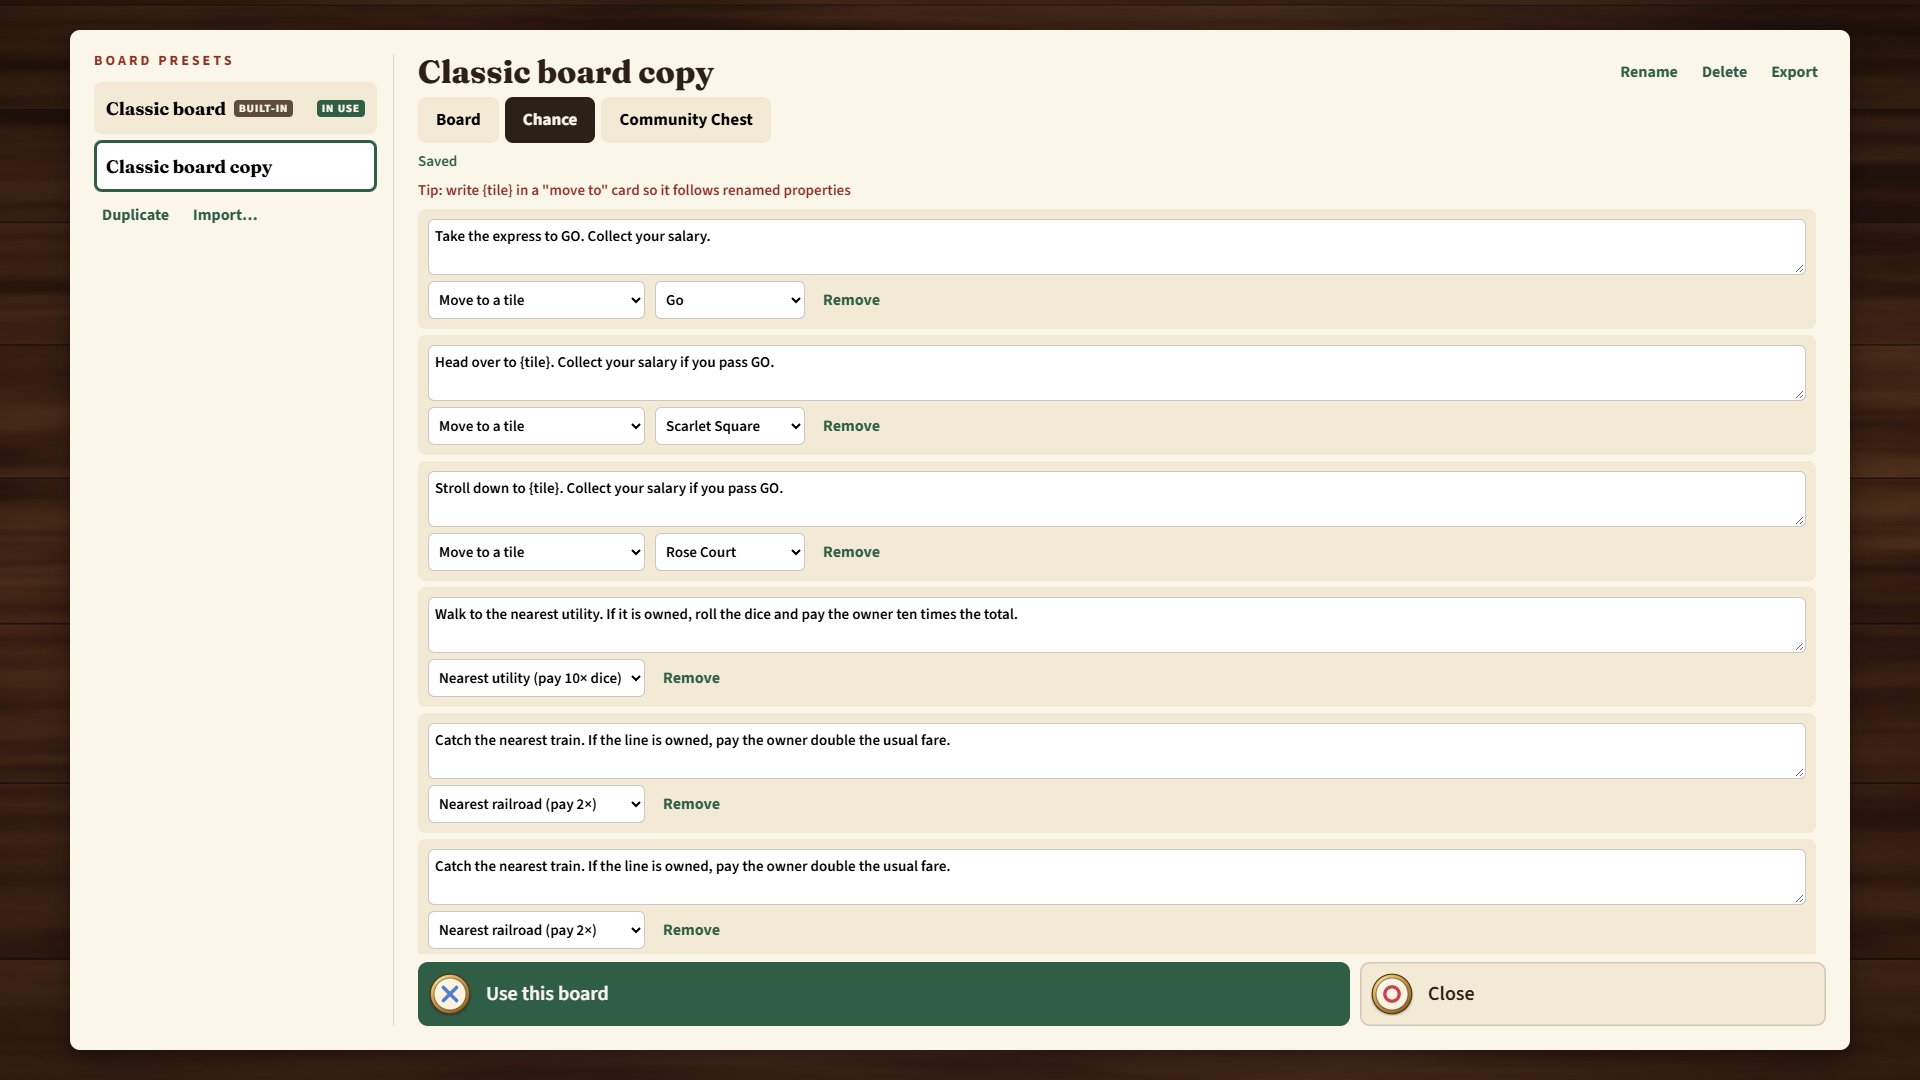 BOARD PRESETS
Classic board BUILT-IN IN USE
Classic board copy
Duplicate Import...
Classic board copy
Rename Delete Export
Board Chance Community Chest
Saved
Tip: write {tile} in a "move to" card so it follows renamed properties
Take the express to GO. Collect your salary.
Move to a tile Go Remove
Head over to {tile}. Collect your salary if you pass GO.
Move to a tile Scarlet Square Remove
Stroll down to {tile}. Collect your salary if you pass GO.
Move to a tile Rose Court Remove
Walk to the nearest utility. If it is owned, roll the dice and pay the owner ten times the total.
Nearest utility (pay 10× dice) Remove
Catch the nearest train. If the line is owned, pay the owner double the usual fare.
Nearest railroad (pay 2×) Remove
Catch the nearest train. If the line is owned, pay the owner double the usual fare.
Nearest railroad (pay 2×) Remove
Use this board
Close